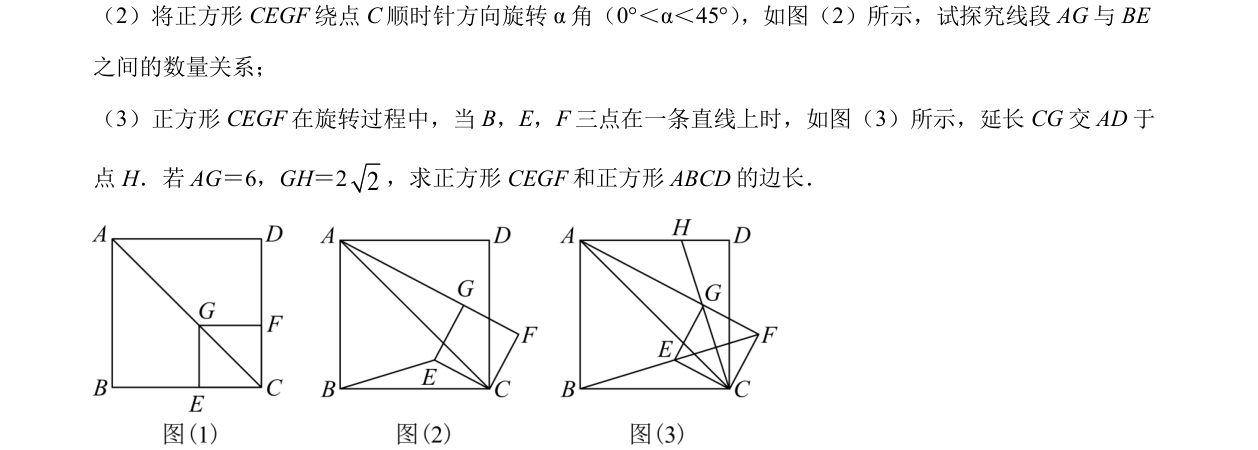 （2）将正方形 CEGF 绕点 C 顺时针方向旋转 α 角（0°＜α＜45°），如图（2）所示，试探究线段 AG 与 BE
之间的数量关系；
（3）正方形 CEGF 在旋转过程中，当 B，E，F 三点在一条直线上时，如图（3）所示，延长 CG 交 AD 于
点 H．若 AG＝6，GH＝2√2，求正方形 CEGF 和正方形 ABCD 的边长．
A D G F B E C
A D G F E B C
A H D G F E B C
图(1) 图(2) 图(3)